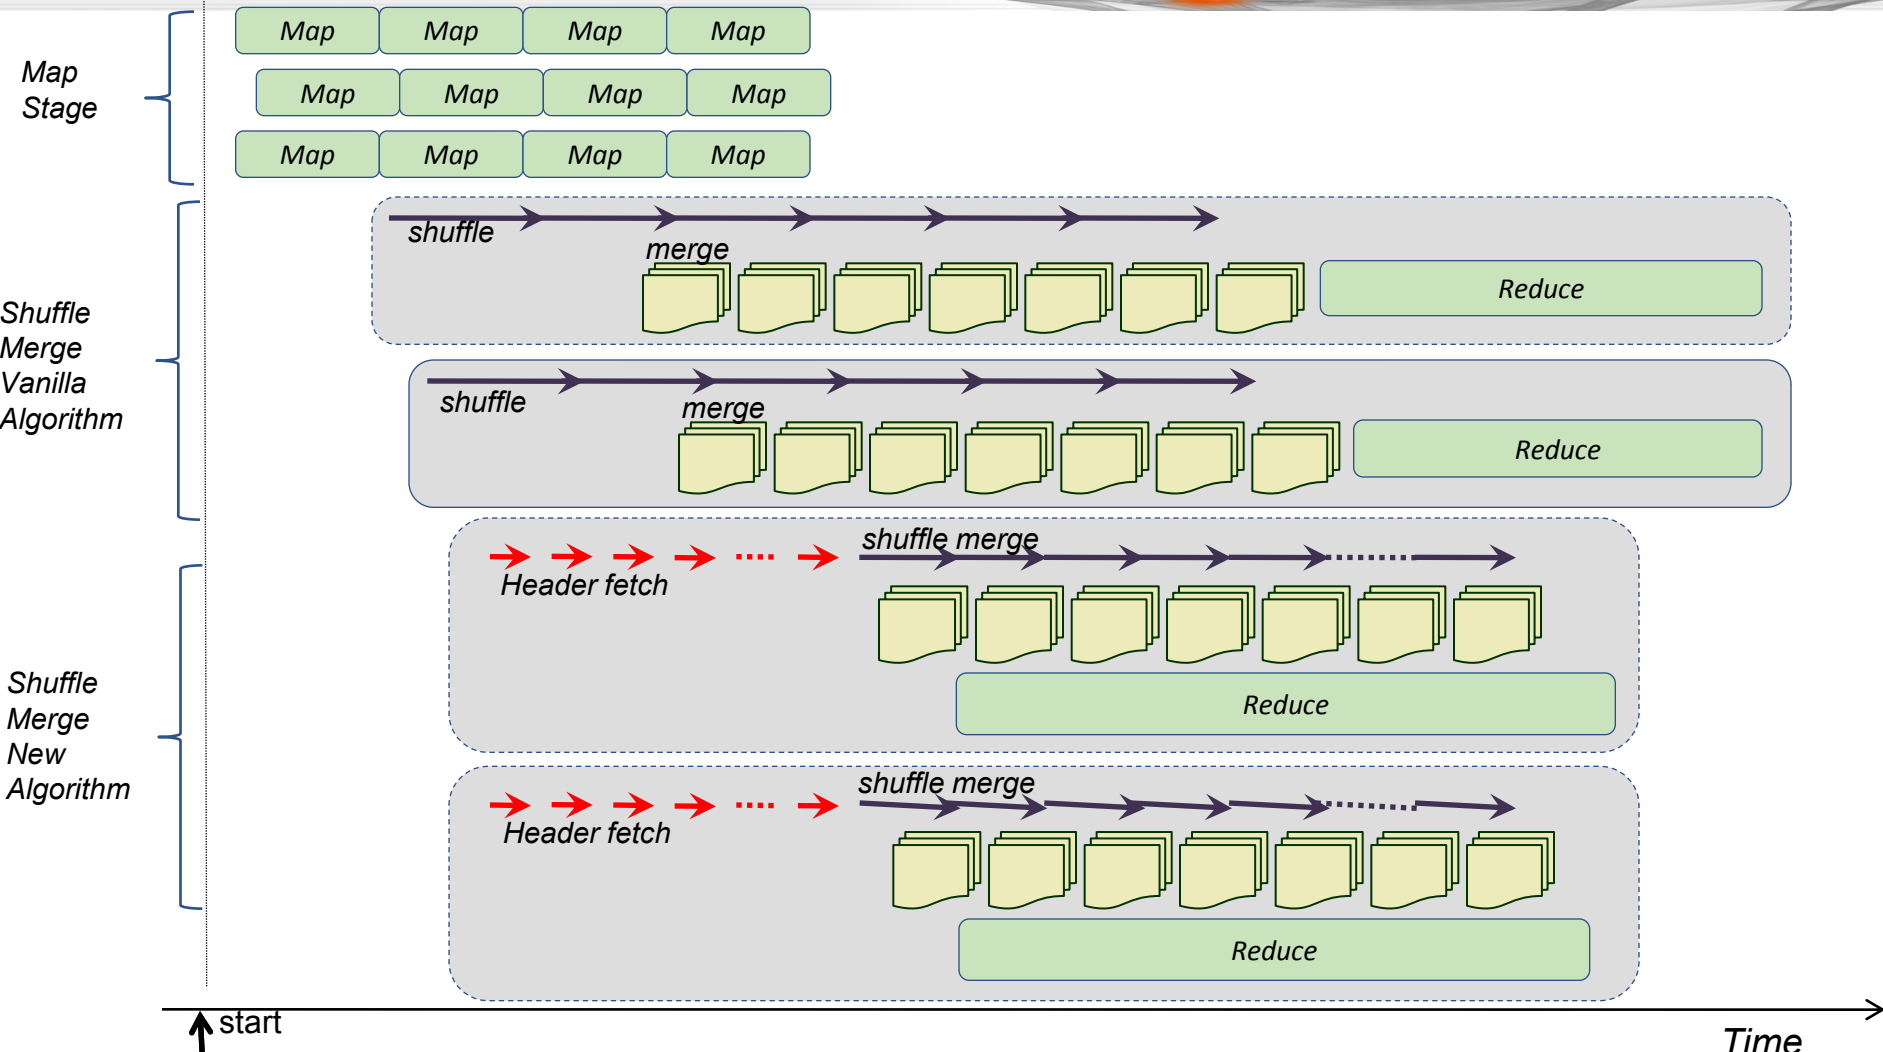 Map Map Map Map
Map
Stage
Map Map Map Map
Map Map Map Map
shuffle
merge
Reduce
Shuffle
Merge
Vanilla
Algorithm
shuffle
merge
Reduce
shuffle merge
Header fetch
Reduce
Shuffle
Merge
New
Algorithm
shuffle merge
Header fetch
Reduce
start
Time